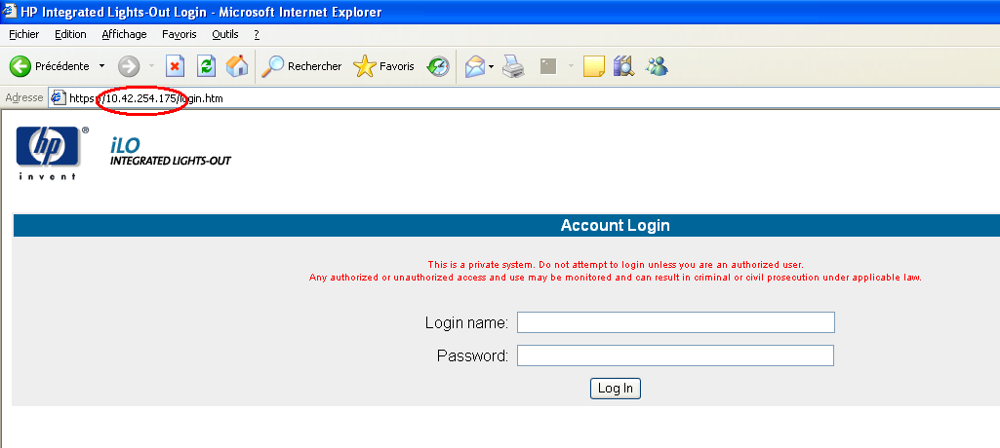 HP Integrated Lights-Out Login - Microsoft Internet Explorer
Fichier Edition Affichage Favoris Outils ?
Précédente Rechercher Favoris
Adresse https://10.42.254.175/login.htm
hp ® iLO
INTEGRATED LIGHTS-OUT
invent
Account Login
This is a private system. Do not attempt to login unless you are an authorized user.
Any authorized or unauthorized access and use may be monitored and can result in criminal or civil prosecution under applicable law.
Login name:
Password:
Log In